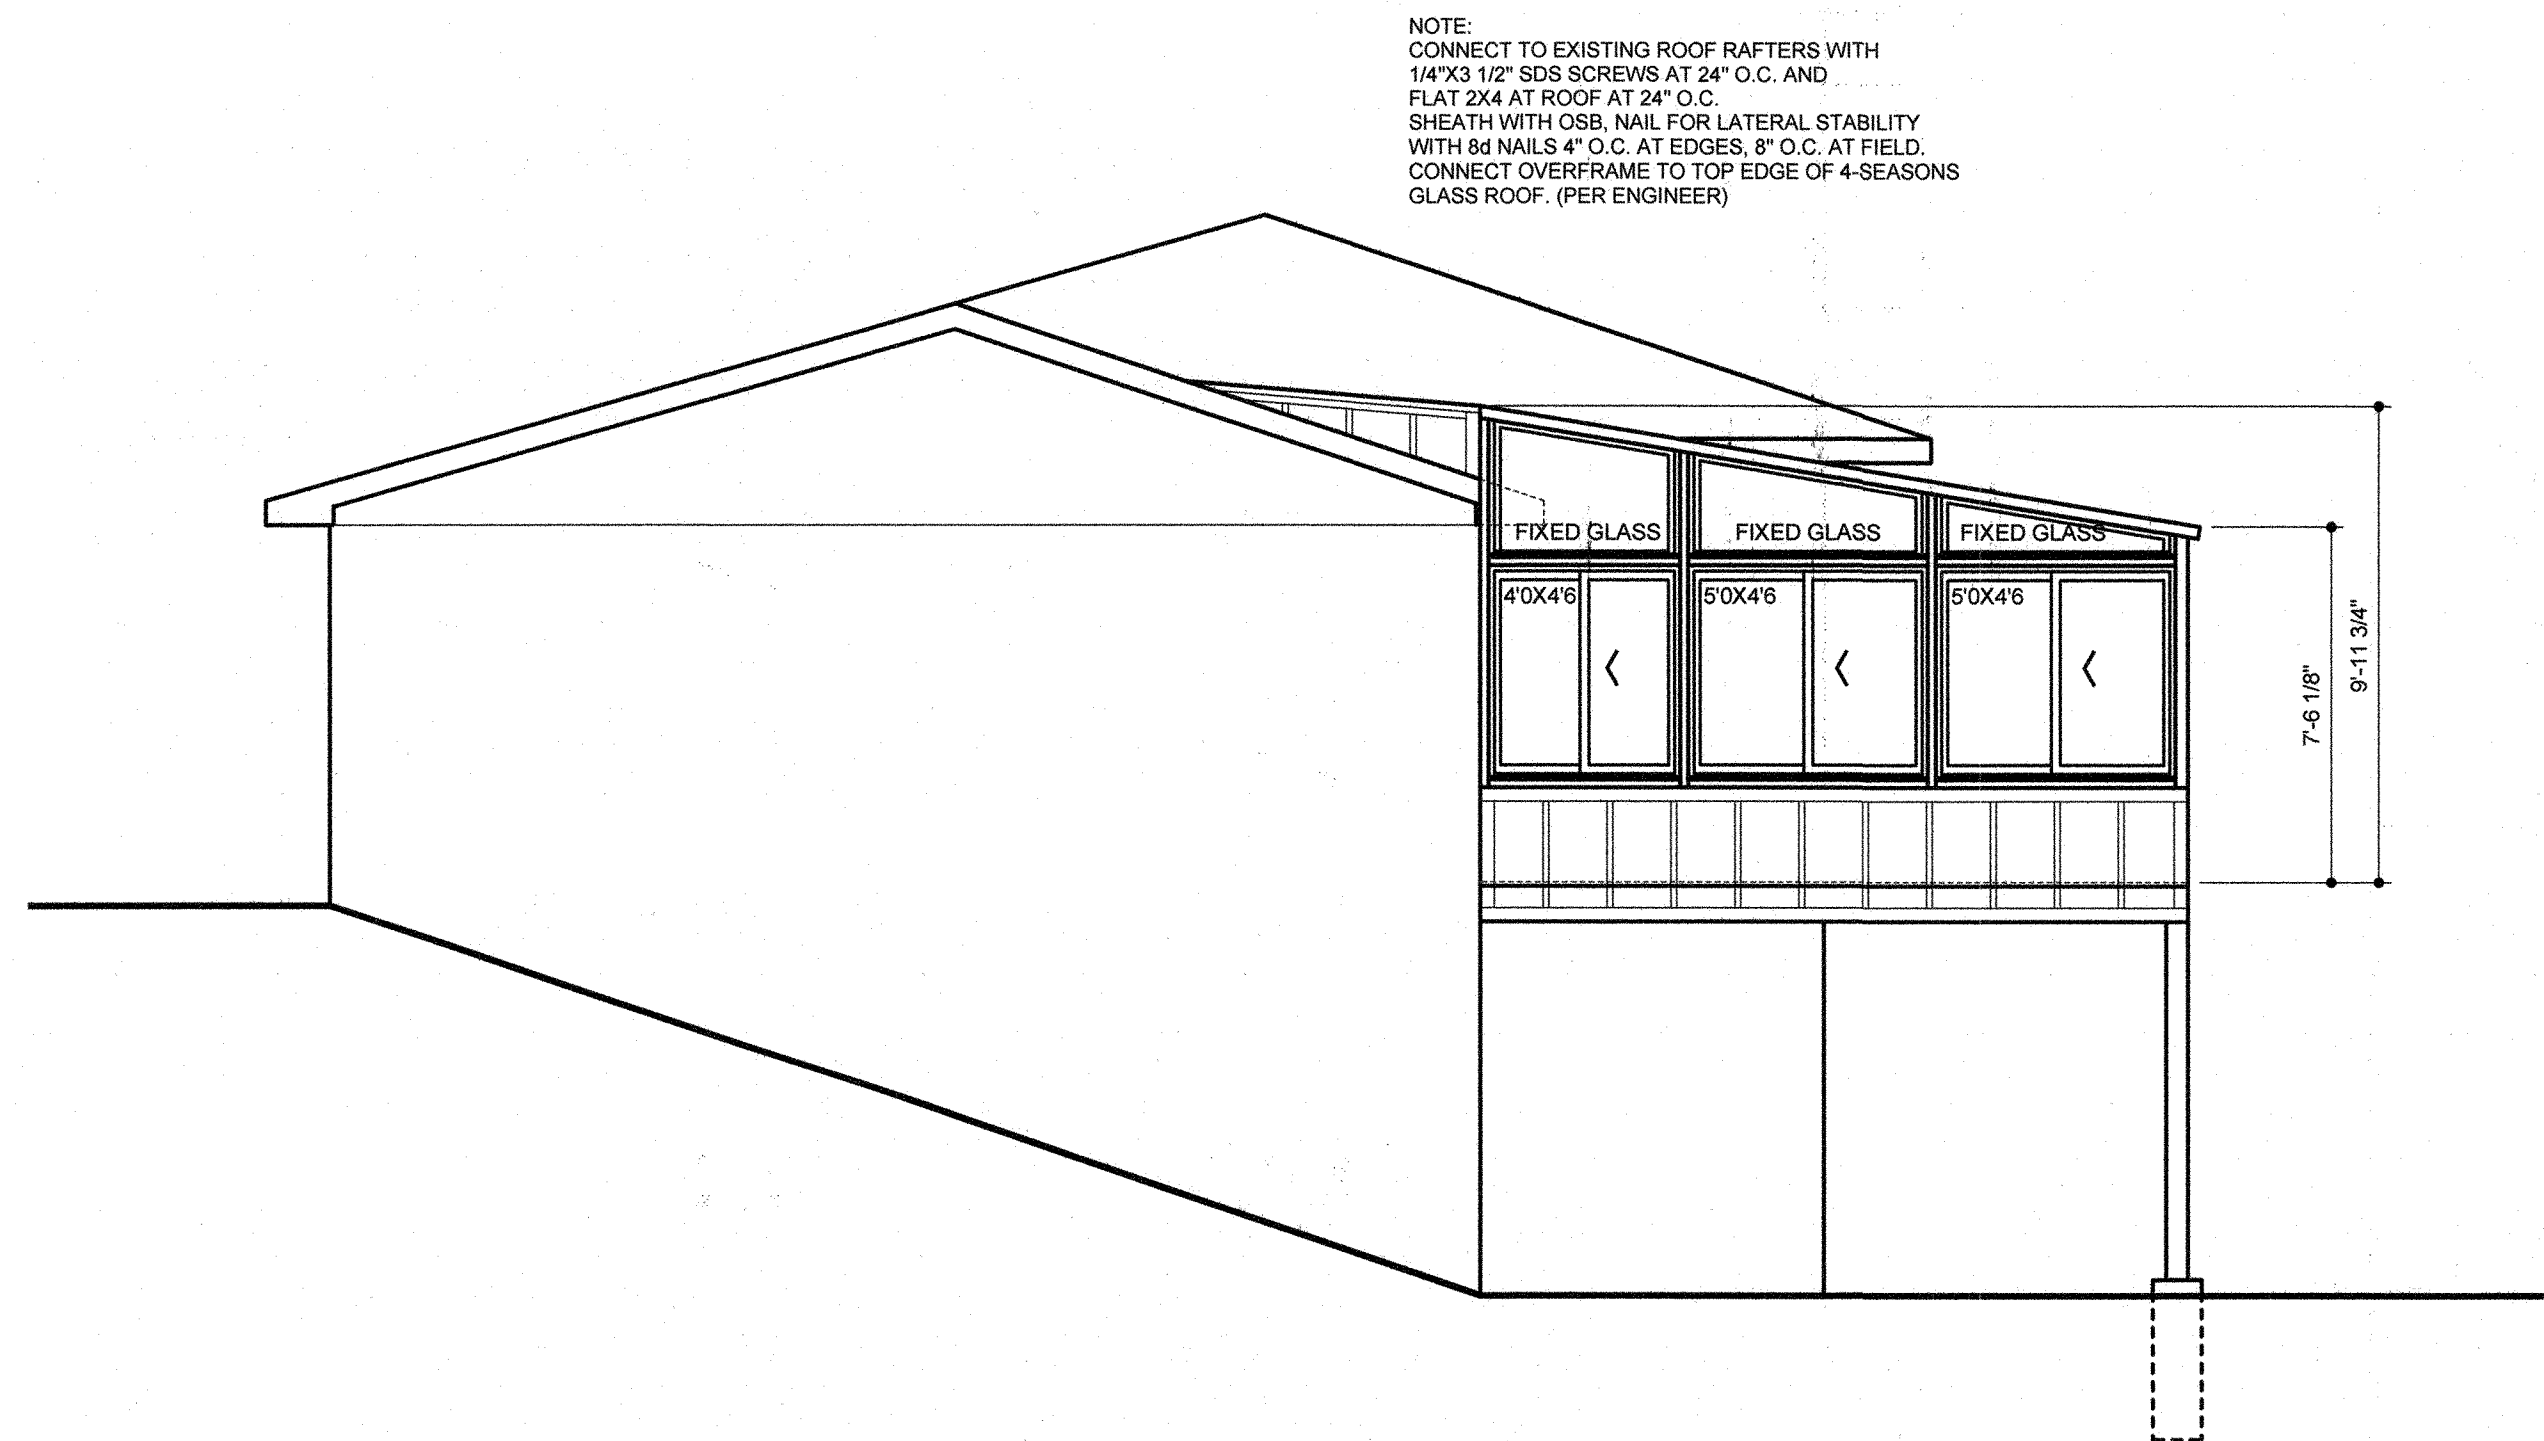 NOTE:
CONNECT TO EXISTING ROOF RAFTERS WITH
1/4"X3 1/2" SDS SCREWS AT 24" O.C. AND
FLAT 2X4 AT ROOF AT 24" O.C.
SHEATH WITH OSB, NAIL FOR LATERAL STABILITY
WITH 8d NAILS 4" O.C. AT EDGES, 8" O.C. AT FIELD.
CONNECT OVERFRAME TO TOP EDGE OF 4-SEASONS
GLASS ROOF. (PER ENGINEER)
FIXED GLASS
FIXED GLASS
FIXED GLASS
4'0X4'6
5'0X4'6
5'0X4'6
7'-6 1/8"
9'-11 3/4"